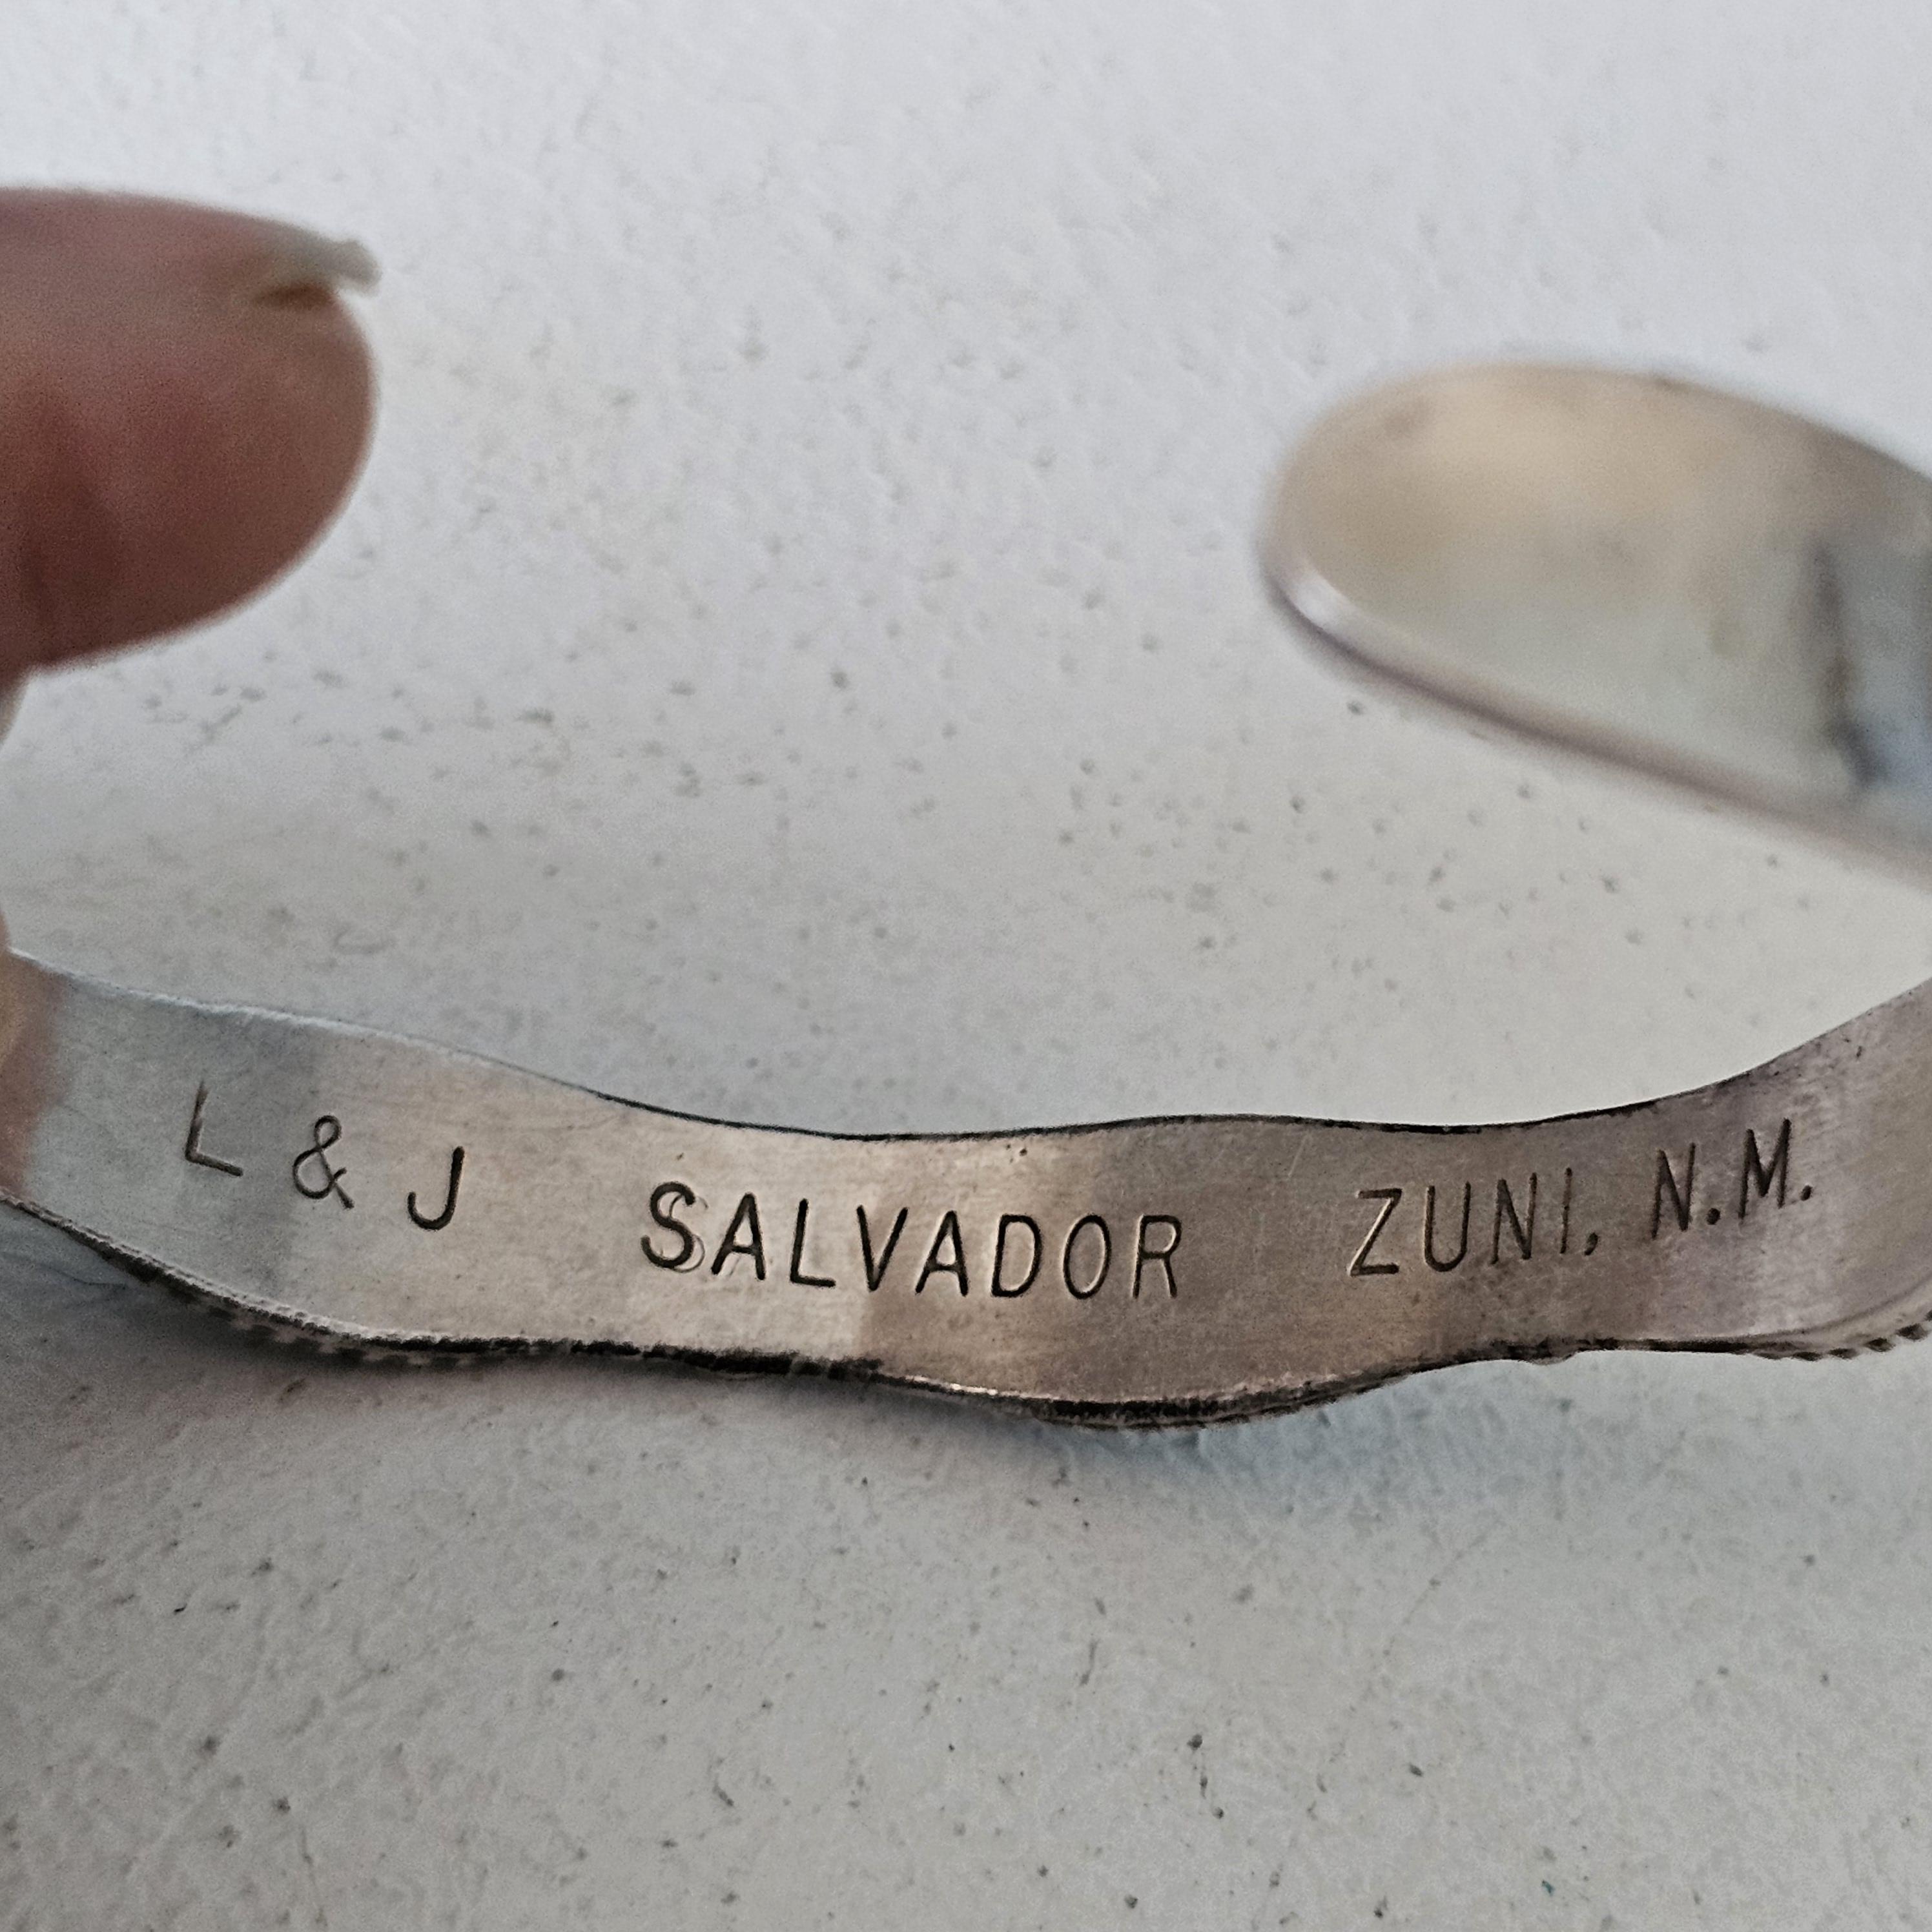 L & J SALVADOR ZUNI, N.M.